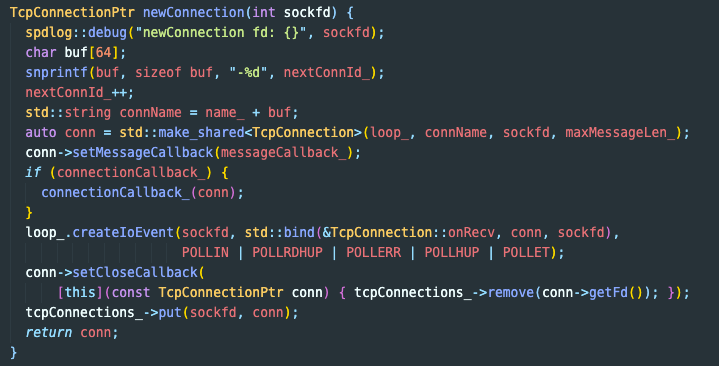 TcpConnectionPtr newConnection(int sockfd) {
  spdlog::debug("newConnection fd: {}", sockfd);
  char buf[64];
  snprintf(buf, sizeof buf, "-%d", nextConnId_);
  nextConnId_++;
  std::string connName = name_ + buf;
  auto conn = std::make_shared<TcpConnection>(loop_, connName, sockfd, maxMessageLen_);
  conn->setMessageCallback(messageCallback_);
  if (connectionCallback_) {
    connectionCallback_(conn);
  }
  loop_.createIoEvent(sockfd, std::bind(&TcpConnection::onRecv, conn, sockfd),
                      POLLIN | POLLRDHUP | POLLERR | POLLHUP | POLLET);
  conn->setCloseCallback(
      [this](const TcpConnectionPtr conn) { tcpConnections_->remove(conn->getFd()); });
  tcpConnections_->put(sockfd, conn);
  return conn;
}